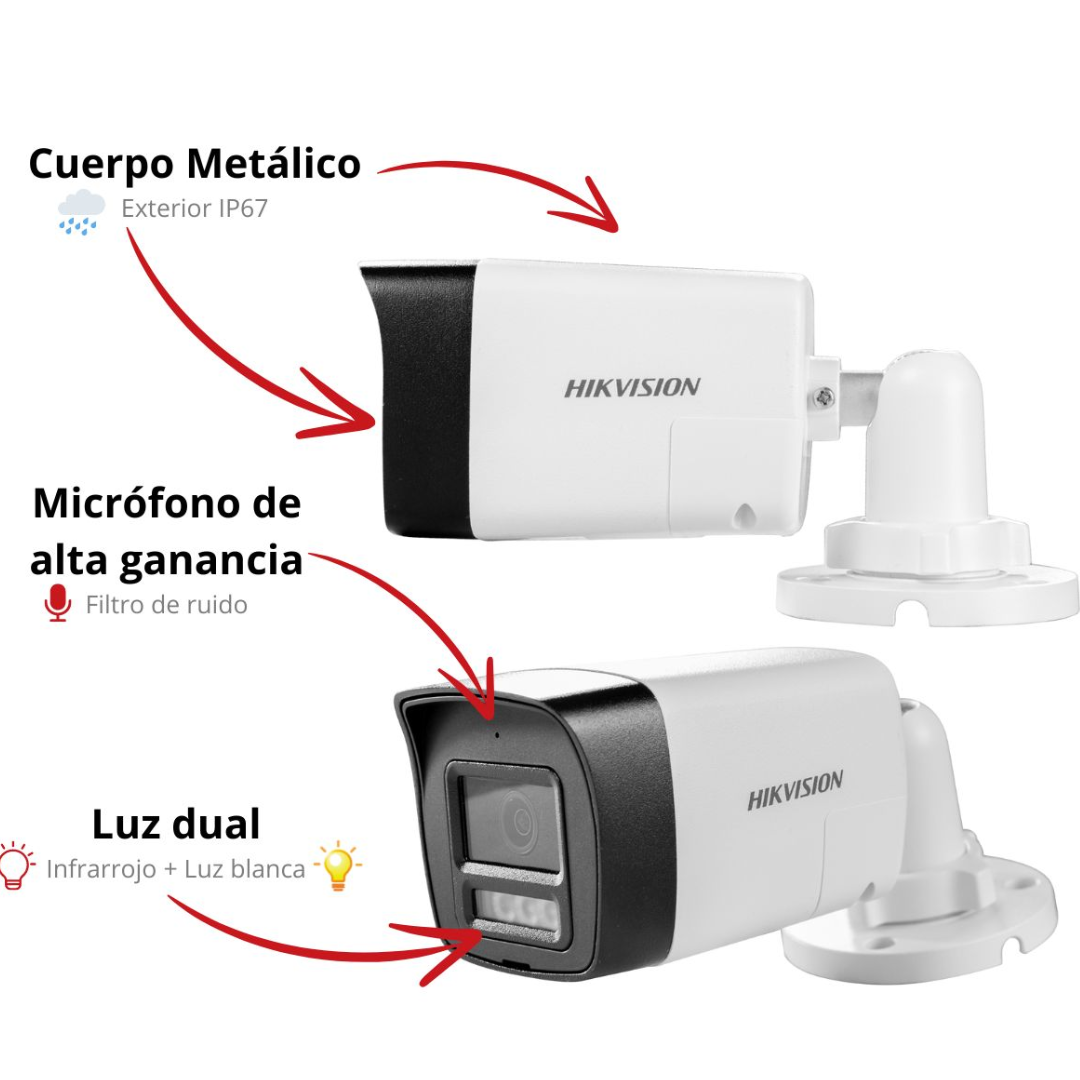 Cuerpo Metálico
Exterior IP67
HIKVISION
Micrófono de
alta ganancia
Filtro de ruido
HIKVISION
Luz dual
Infrarrojo + Luz blanca